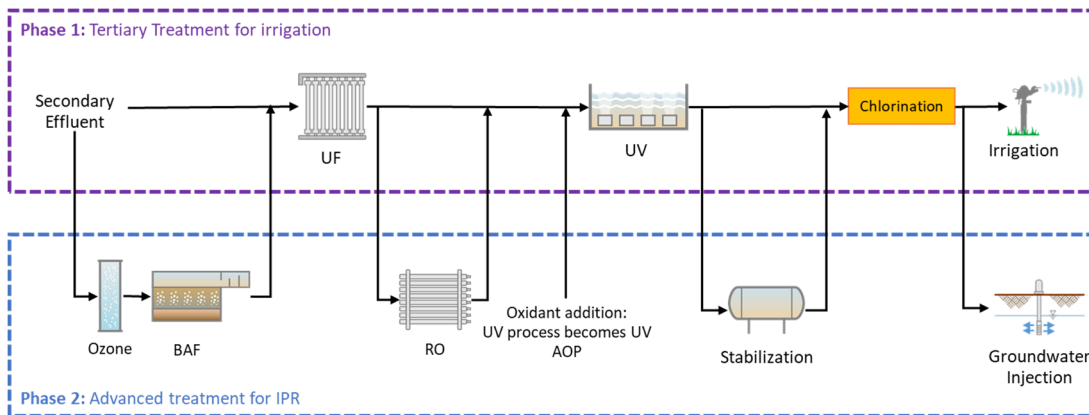 Phase 1: Tertiary Treatment for irrigation
Secondary
Effluent
UF
UV
Chlorination
Irrigation
Ozone
BAF
RO
Oxidant addition:
UV process becomes UV
AOP
Stabilization
Groundwater
Injection
Phase 2: Advanced treatment for IPR